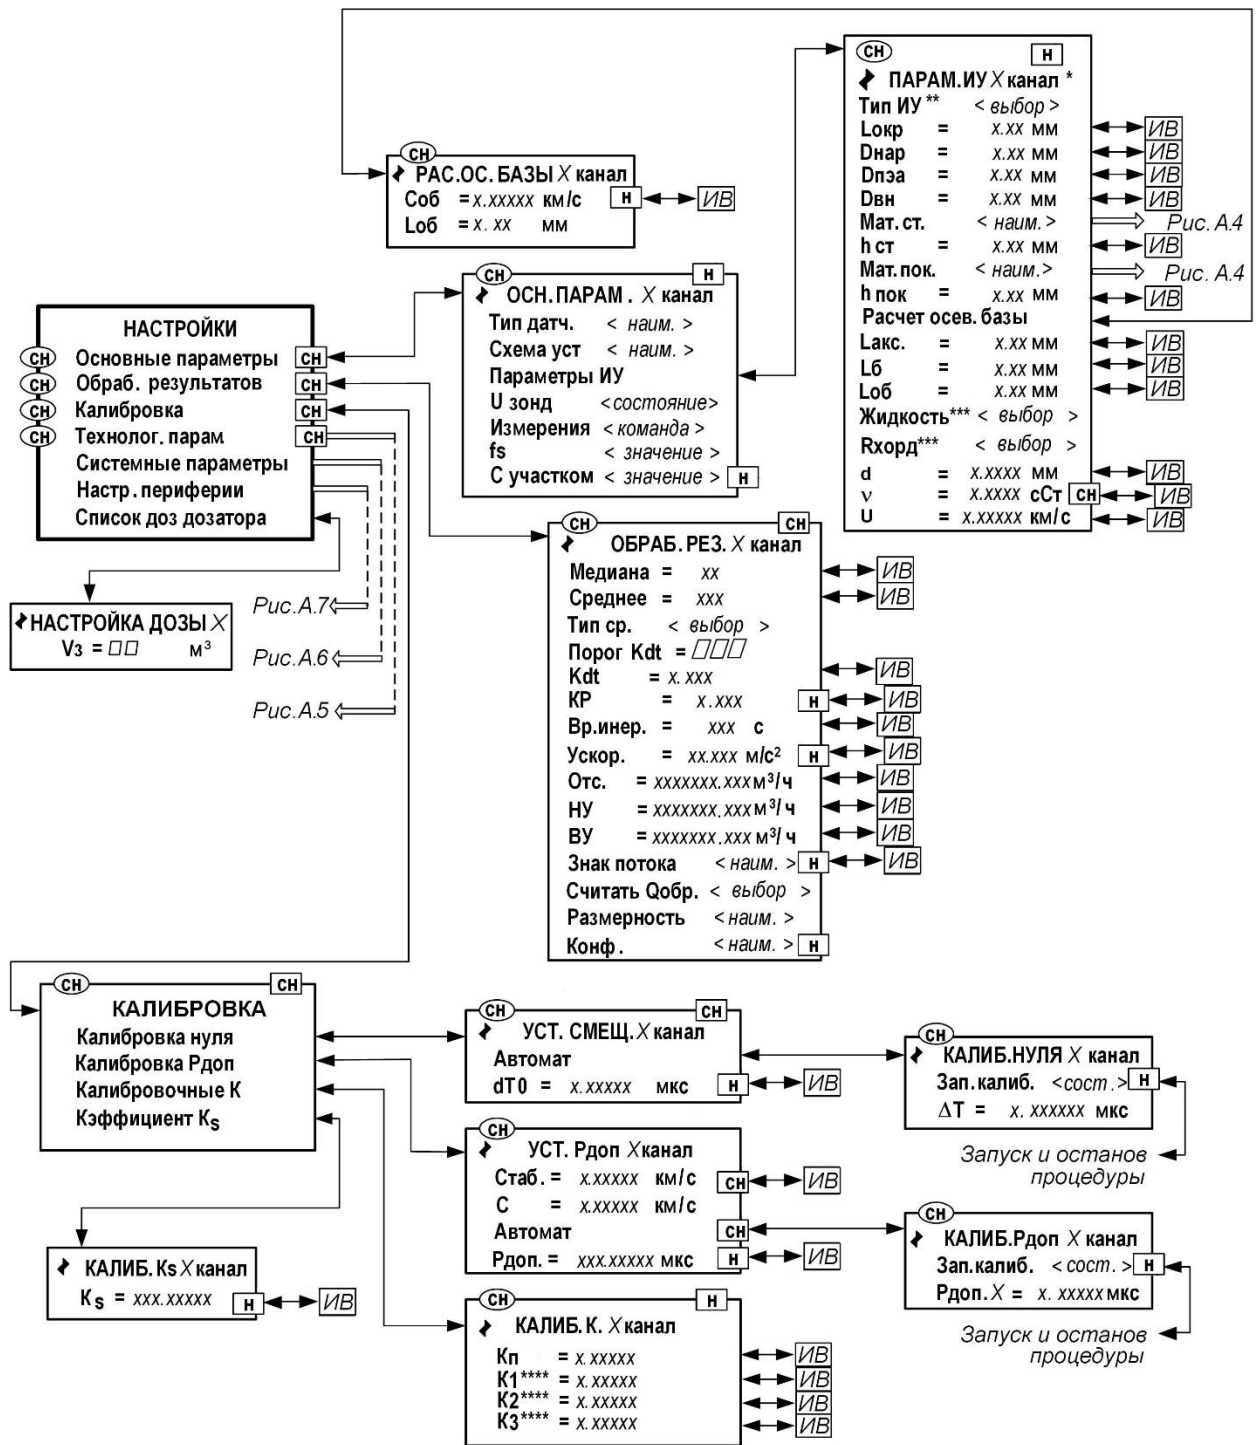 СН
РАС.ОС. БАЗЫ X канал
Соб = x.xxxxx км/с Н ИВ
Lоб = x. xx мм
СН Н
ПАРАМ.ИУ X канал *
Тип ИУ ** < выбор >
Lокр = x.xx мм ИВ
Dнар = x.xx мм ИВ
Dпэа = x.xx мм ИВ
Dвн = x.xx мм ИВ
Мат. ст. < наим. > Рис. А.4
h ст = x.xx мм ИВ
Мат. пок. < наим. > Рис. А.4
h пок = x.xx мм ИВ
Расчет осев. базы
Lакс. = x.xx мм ИВ
Lб = x.xx мм ИВ
Lоб = x.xx мм ИВ
Жидкость*** < выбор >
Rхорд*** < выбор >
d = x.xxxx мм ИВ
ν = x.xxxx сСт СН ИВ
U = x.xxxxx км/с ИВ
СН Н
ОСН.ПАРАМ . X канал
Тип датч. < наим. >
Схема уст < наим. >
Параметры ИУ
U зонд <состояние>
Измерения < команда >
fs < значение >
С участком < значение > Н
НАСТРОЙКИ
СН Основные параметры СН
СН Обраб. результатов СН
СН Калибровка СН
СН Технолог. парам СН
Системные параметры
Настр. периферии
Список доз дозатора
НАСТРОЙКА ДОЗЫ X
Vз = □□ м³
Рис.А.7
Рис.А.6
Рис.А.5
СН СН
ОБРАБ. РЕЗ. X канал
Медиана = xx ИВ
Среднее = xxx ИВ
Тип ср. < выбор >
Порог Kdt = □□□
Kdt = x. xxx ИВ
КР = x .xxx Н ИВ
Вр.инер. = xxx с ИВ
Ускор. = xx.xxx м/с² Н ИВ
Отс. = xxxxxxx.xxx м³/ч ИВ
НУ = xxxxxxx.xxx м³/ ч ИВ
ВУ = xxxxxxx.xxx м³/ ч ИВ
Знак потока < наим. > Н ИВ
Считать Qобр. < выбор >
Размерность < наим. >
Конф . < наим. > Н
СН СН
КАЛИБРОВКА
Калибровка нуля
Калибровка Рдоп
Калибровочные К
Кэффициент Ks
КАЛИБ. Ks X канал
Ks = xxx.xxxxx Н ИВ
СН СН
УСТ. СМЕЩ. X канал
Автомат
dT0 = x.xxxxx мкс Н ИВ
СН
КАЛИБ.НУЛЯ X канал
Зап.калиб. <сост.> Н
ΔT = x. xxxxxx мкс
Запуск и останов
процедуры
СН
УСТ. Рдоп X канал
Стаб. = x.xxxxx км/с СН ИВ
С = x.xxxxx км/с
Автомат СН
Рдоп. = xxx.xxxxx мкс Н ИВ
СН
КАЛИБ.Рдоп X канал
Зап.калиб. < сост. > Н
Рдоп. X = x. xxxxx мкс
Запуск и останов
процедуры
СН Н
КАЛИБ. К. X канал
Кп = x. xxxxx ИВ
К1**** = x. xxxxx ИВ
К2**** = x. xxxxx ИВ
К3**** = x. xxxxx ИВ